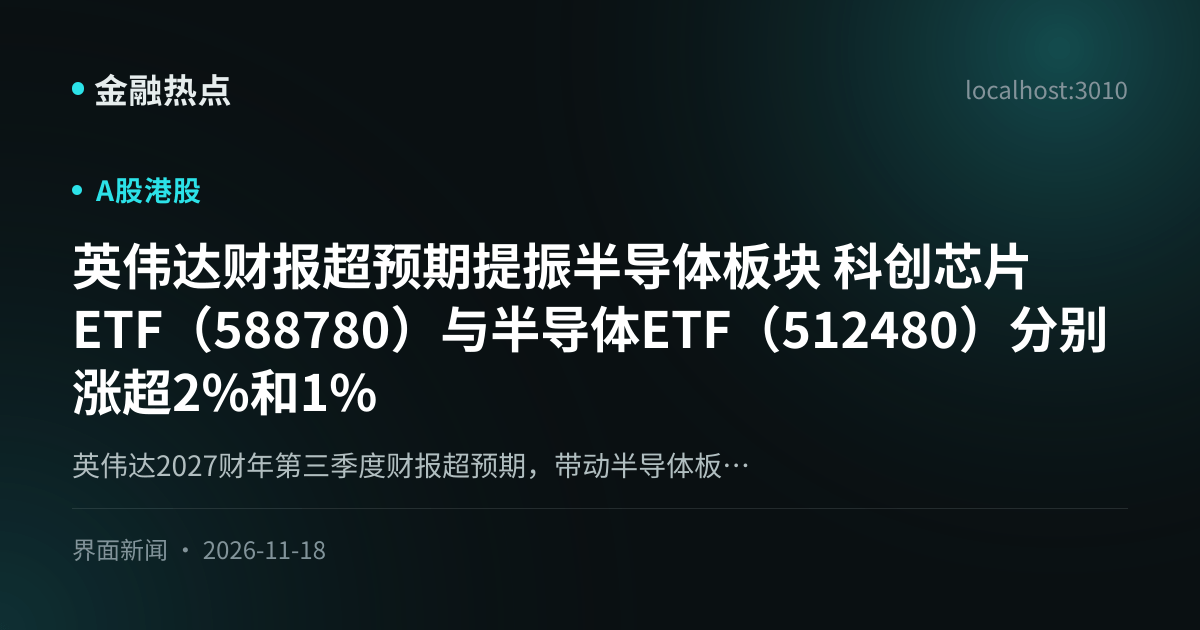 金融热点
localhost:3010
A股港股
英伟达财报超预期提振半导体板块 科创芯片
ETF（588780）与半导体ETF（512480）分别
涨超2%和1%
英伟达2027财年第三季度财报超预期，带动半导体板…
界面新闻 · 2026-11-18